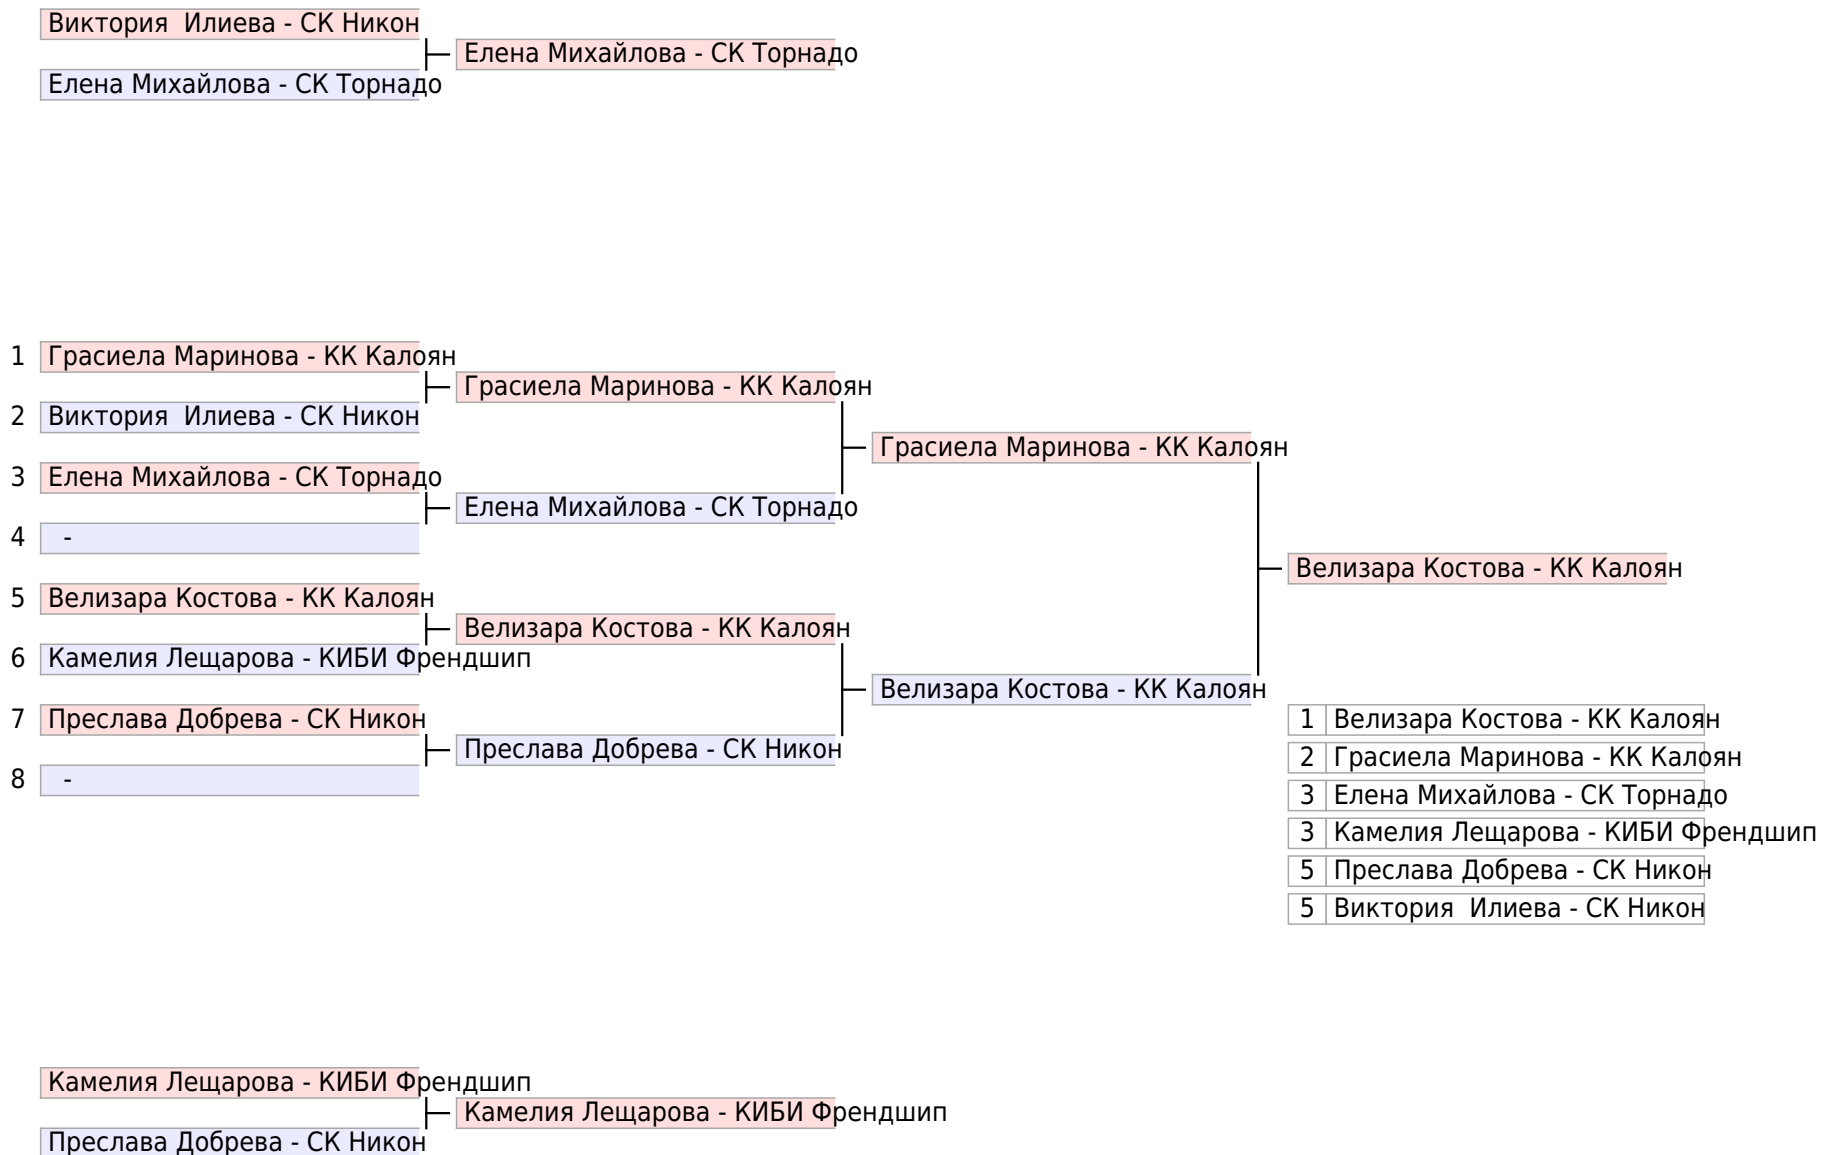 Виктория  Илиева - СК Никон
Елена Михайлова - СК Торнадо
Елена Михайлова - СК Торнадо
1 Грасиела Маринова - КК Калоян
Грасиела Маринова - КК Калоян
2 Виктория  Илиева - СК Никон
Грасиела Маринова - КК Калоян
3 Елена Михайлова - СК Торнадо
Елена Михайлова - СК Торнадо
4 -
Велизара Костова - КК Калоян
5 Велизара Костова - КК Калоян
Велизара Костова - КК Калоян
6 Камелия Лещарова - КИБИ Френдшип
Велизара Костова - КК Калоян
7 Преслава Добрева - СК Никон
Преслава Добрева - СК Никон
8 -
1 Велизара Костова - КК Калоян
2 Грасиела Маринова - КК Калоян
3 Елена Михайлова - СК Торнадо
3 Камелия Лещарова - КИБИ Френдшип
5 Преслава Добрева - СК Никон
5 Виктория  Илиева - СК Никон
Камелия Лещарова - КИБИ Френдшип
Камелия Лещарова - КИБИ Френдшип
Преслава Добрева - СК Никон